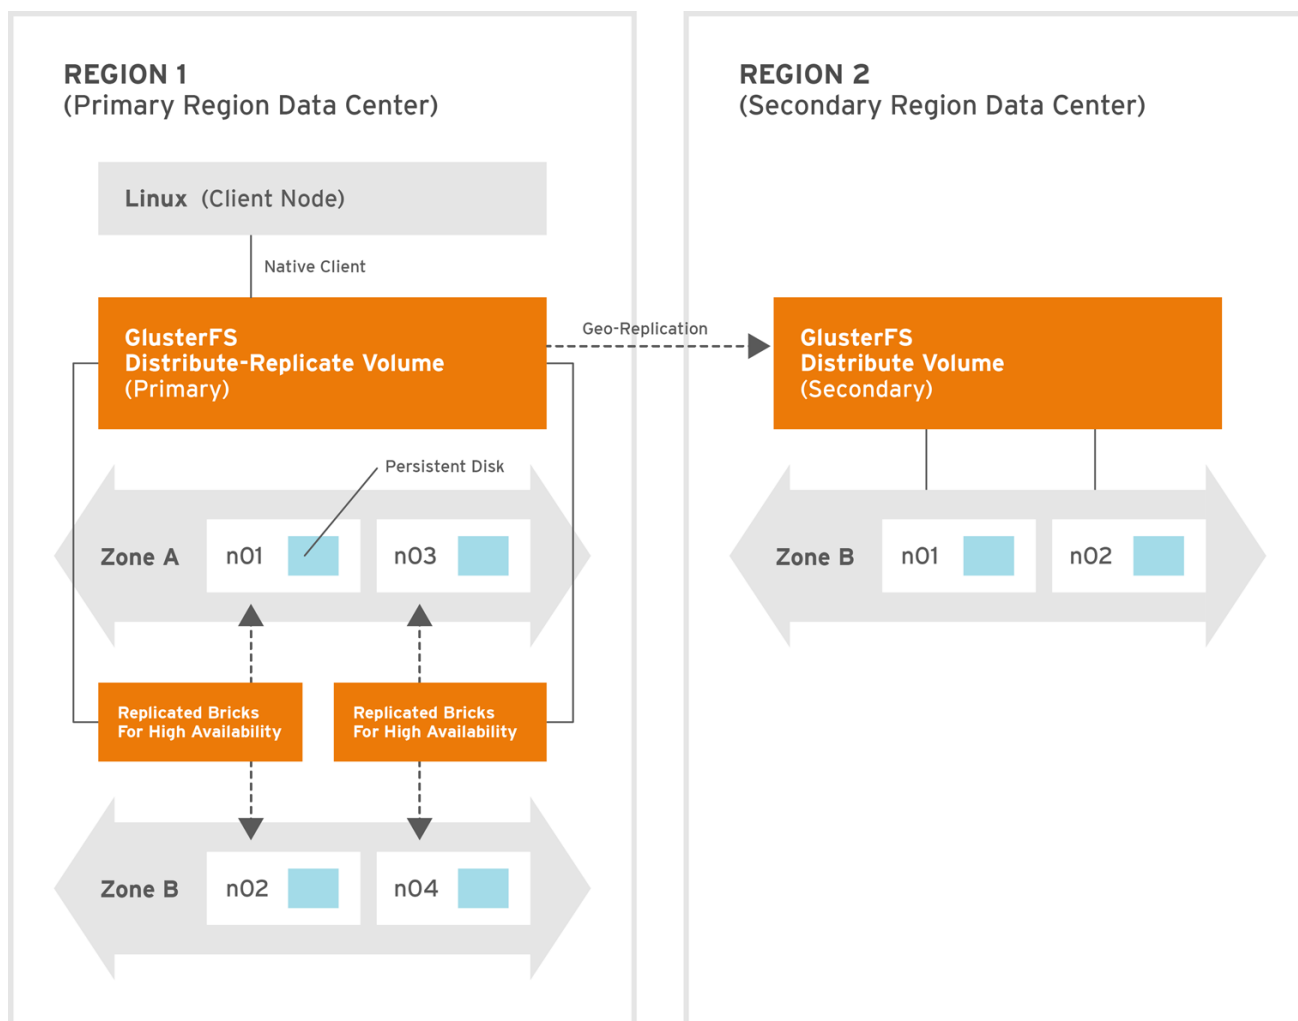 REGION 1
(Primary Region Data Center)
Linux (Client Node)
Native Client
GlusterFS
Distribute-Replicate Volume
(Primary)
Geo-Replication
Persistent Disk
Zone A
n01
n03
Replicated Bricks
For High Availability
Replicated Bricks
For High Availability
Zone B
n02
n04
REGION 2
(Secondary Region Data Center)
GlusterFS
Distribute Volume
(Secondary)
Zone B
n01
n02